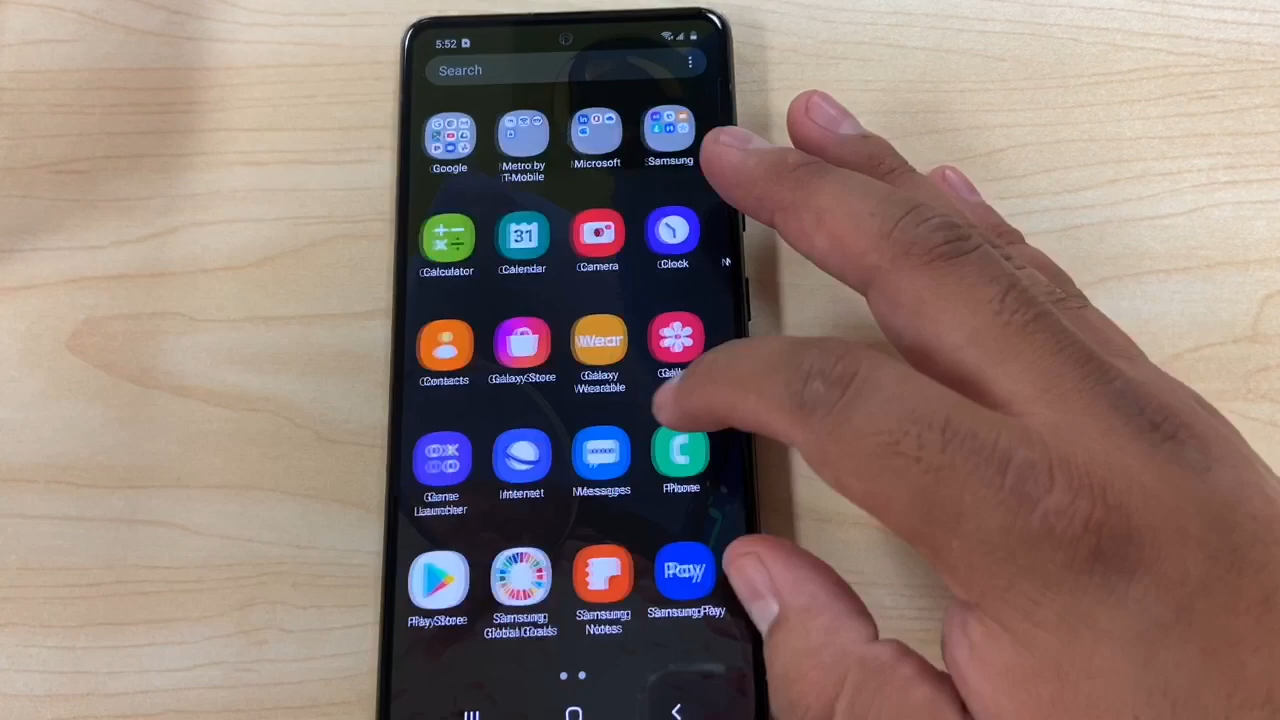 5:52
Search
Google
Metro by
T-Mobile
Microsoft
Samsung
31
Calculator
Calendar
Camera
Clock
Wear
Contacts
Galaxy Store
Galaxy
Wearable
Game
Launcher
Internet
Messages
Phone
Pay
Play Store
Samsung
Global Goals
Samsung
Notes
Samsung Pay